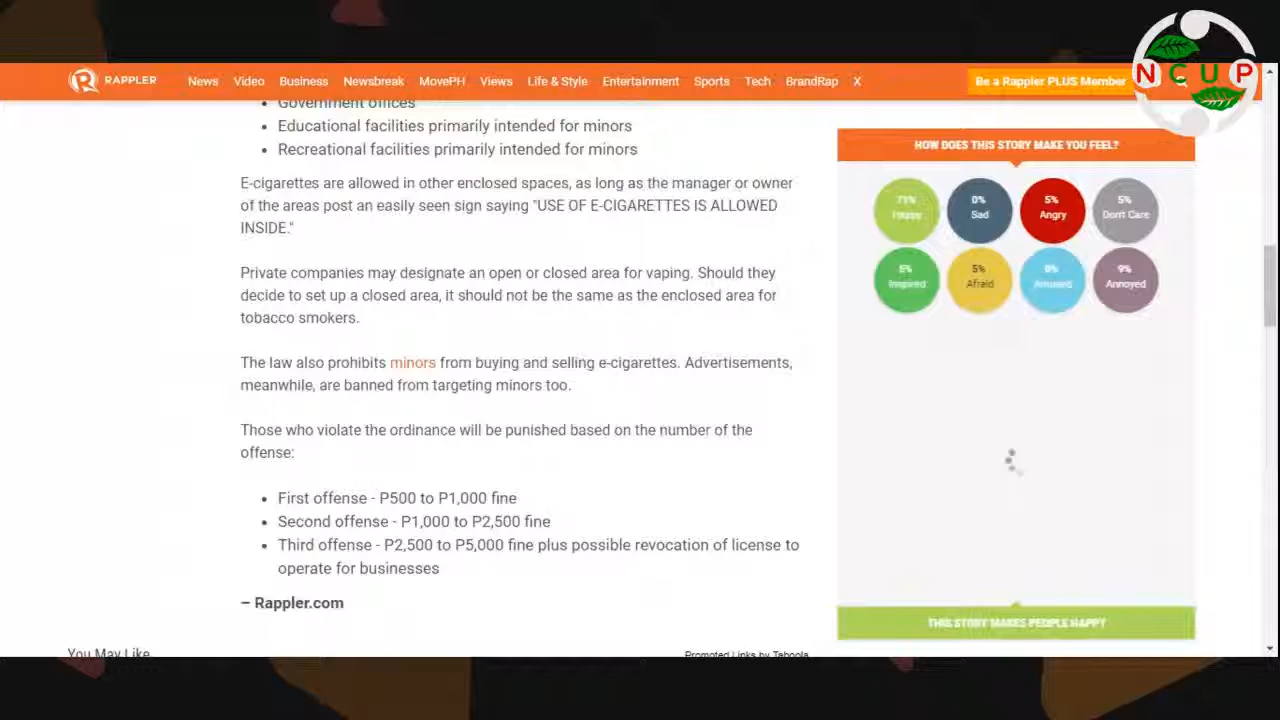 NCUP
RAPPLER
News Video Business Newsbreak MovePH Views Life & Style Entertainment Sports Tech BrandRap X
Be a Rappler PLUS Member
• Government offices
• Educational facilities primarily intended for minors
• Recreational facilities primarily intended for minors
E-cigarettes are allowed in other enclosed spaces, as long as the manager or owner
of the areas post an easily seen sign saying "USE OF E-CIGARETTES IS ALLOWED
INSIDE."
Private companies may designate an open or closed area for vaping. Should they
decide to set up a closed area, it should not be the same as the enclosed area for
tobacco smokers.
The law also prohibits minors from buying and selling e-cigarettes. Advertisements,
meanwhile, are banned from targeting minors too.
Those who violate the ordinance will be punished based on the number of the
offense:
• First offense - P500 to P1,000 fine
• Second offense - P1,000 to P2,500 fine
• Third offense - P2,500 to P5,000 fine plus possible revocation of license to
operate for businesses
– Rappler.com
You May Like
Promoted Links by Taboola
HOW DOES THIS STORY MAKE YOU FEEL?
71% 0% 5% 5%
Happy Sad Angry Don't Care
5% 5% 0% 9%
Inspired Afraid Amused Annoyed
THIS STORY MAKES PEOPLE HAPPY